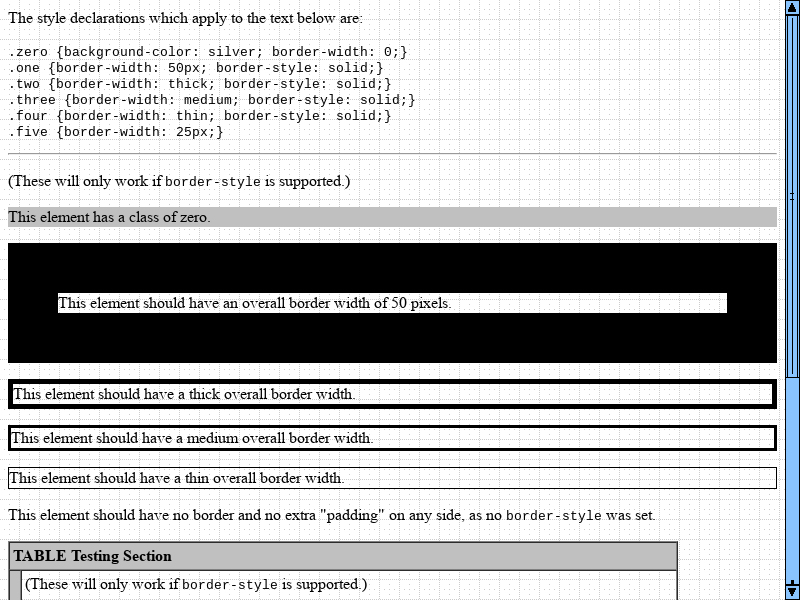 The style declarations which apply to the text below are:
.zero {background-color: silver; border-width: 0;}
.one {border-width: 50px; border-style: solid;}
.two {border-width: thick; border-style: solid;}
.three {border-width: medium; border-style: solid;}
.four {border-width: thin; border-style: solid;}
.five {border-width: 25px;}
(These will only work if border-style is supported.)
This element has a class of zero.
This element should have an overall border width of 50 pixels.
This element should have a thick overall border width.
This element should have a medium overall border width.
This element should have a thin overall border width.
This element should have no border and no extra "padding" on any side, as no border-style was set.
TABLE Testing Section
(These will only work if border-style is supported.)